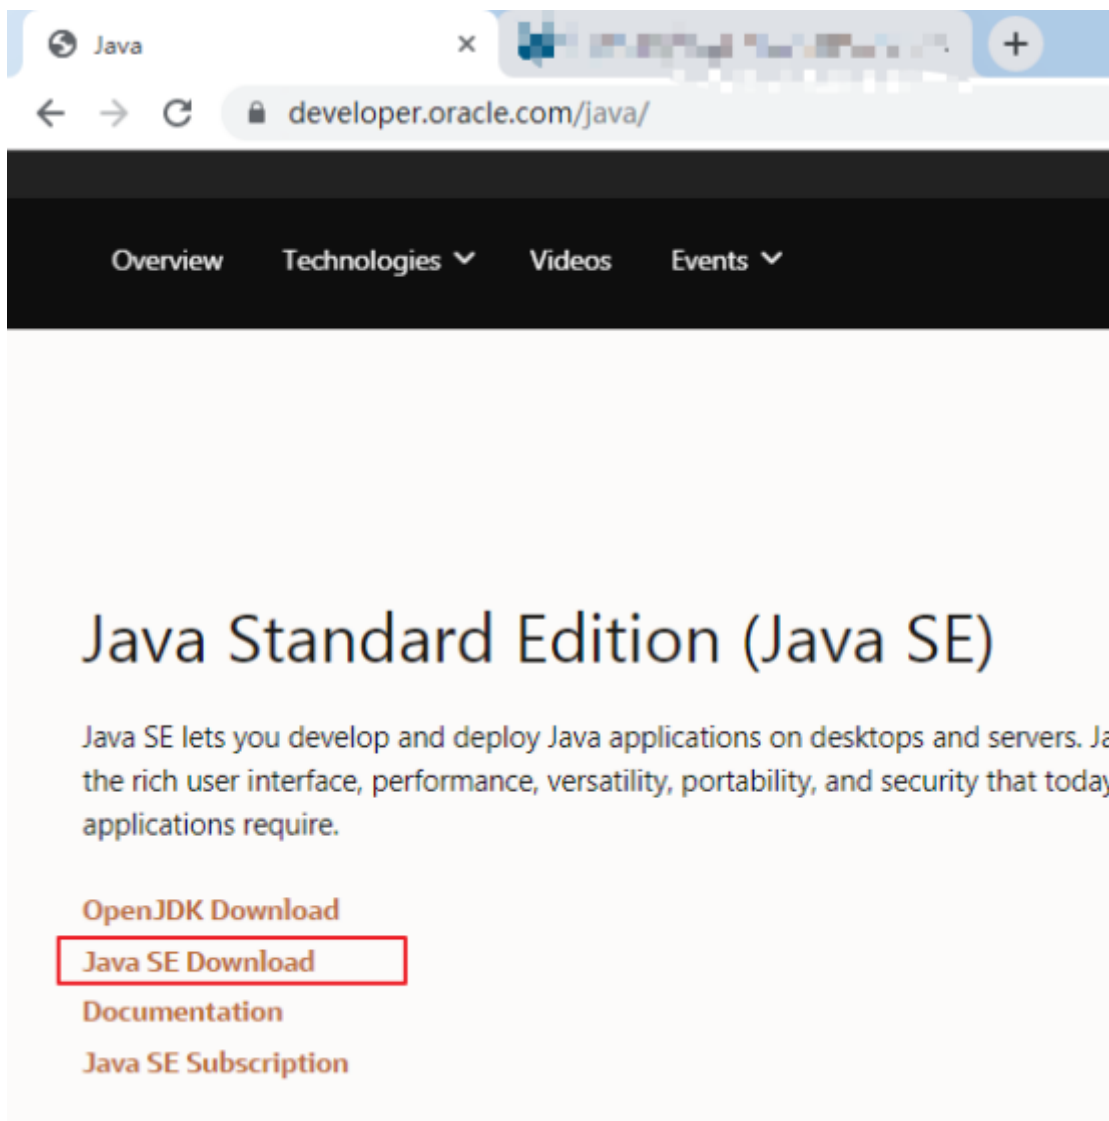 Java
developer.oracle.com/java/
Overview Technologies Videos Events
Java Standard Edition (Java SE)
Java SE lets you develop and deploy Java applications on desktops and servers. Ja
the rich user interface, performance, versatility, portability, and security that today
applications require.
OpenJDK Download
Java SE Download
Documentation
Java SE Subscription